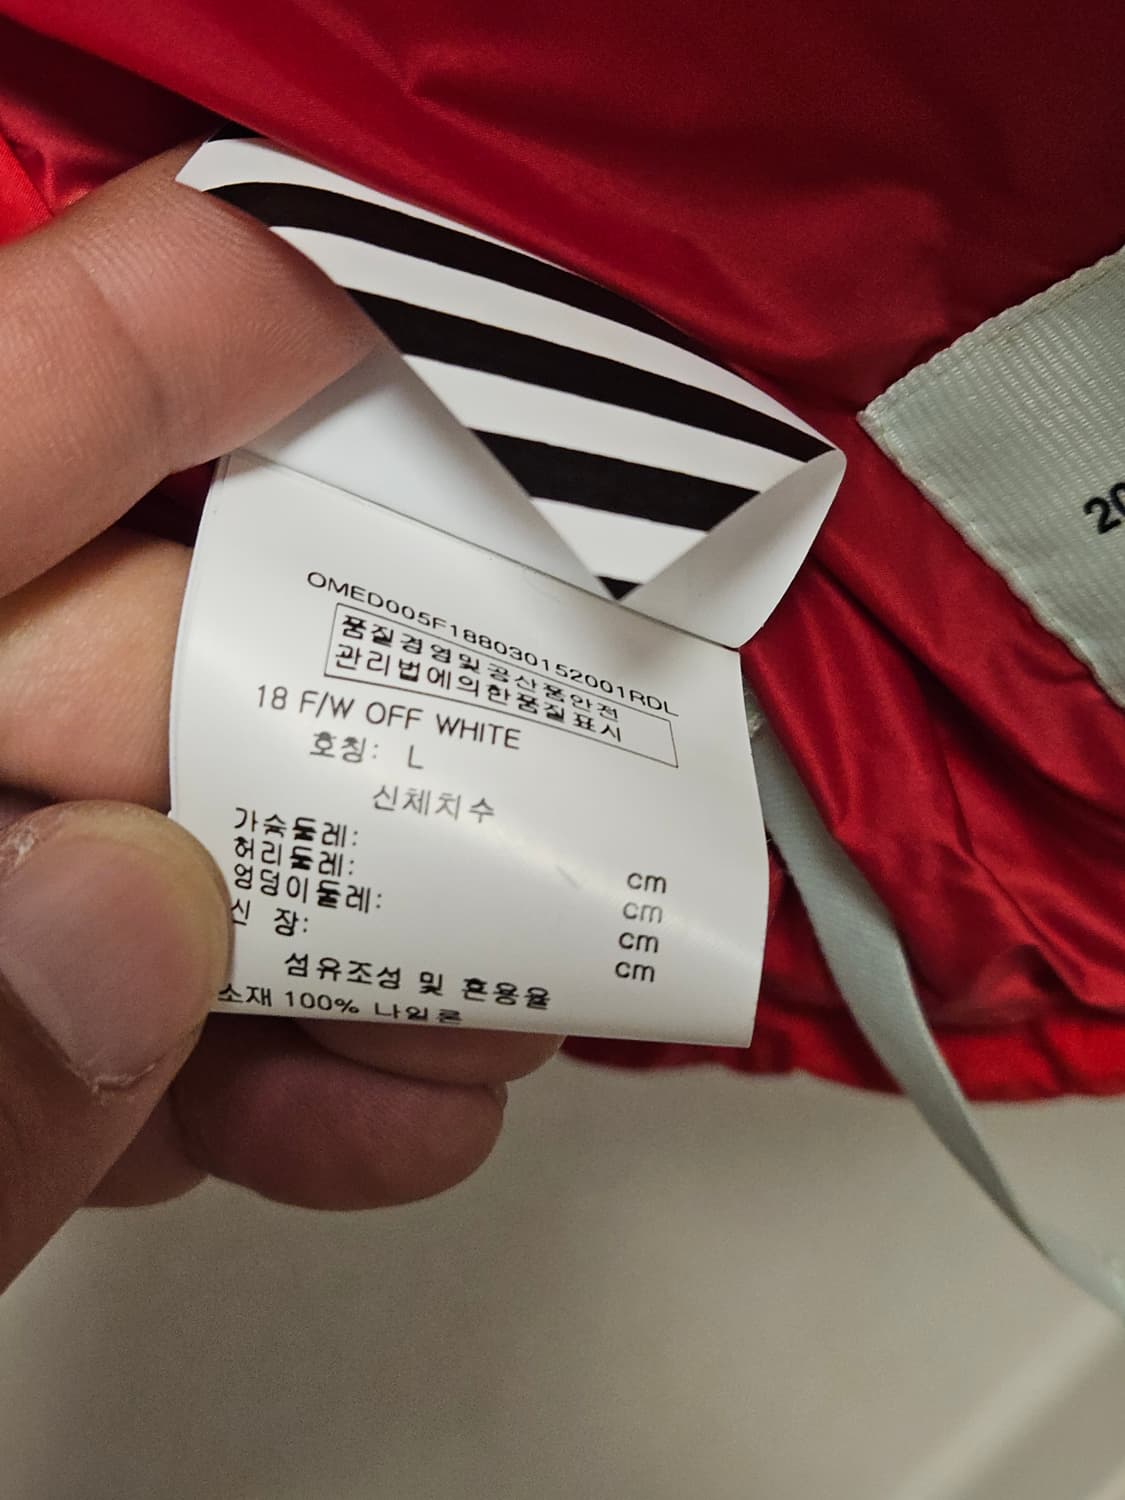 OMED005F188030152001RDL
품질경영및공산품안전
관리법에의한품질표시
18 F/W OFF WHITE
호칭: L
신체치수
가슴둘레: cm
허리둘레: cm
엉덩이둘레: cm
신 장: cm
섬유조성 및 혼용율
소재 100% 나일론
20